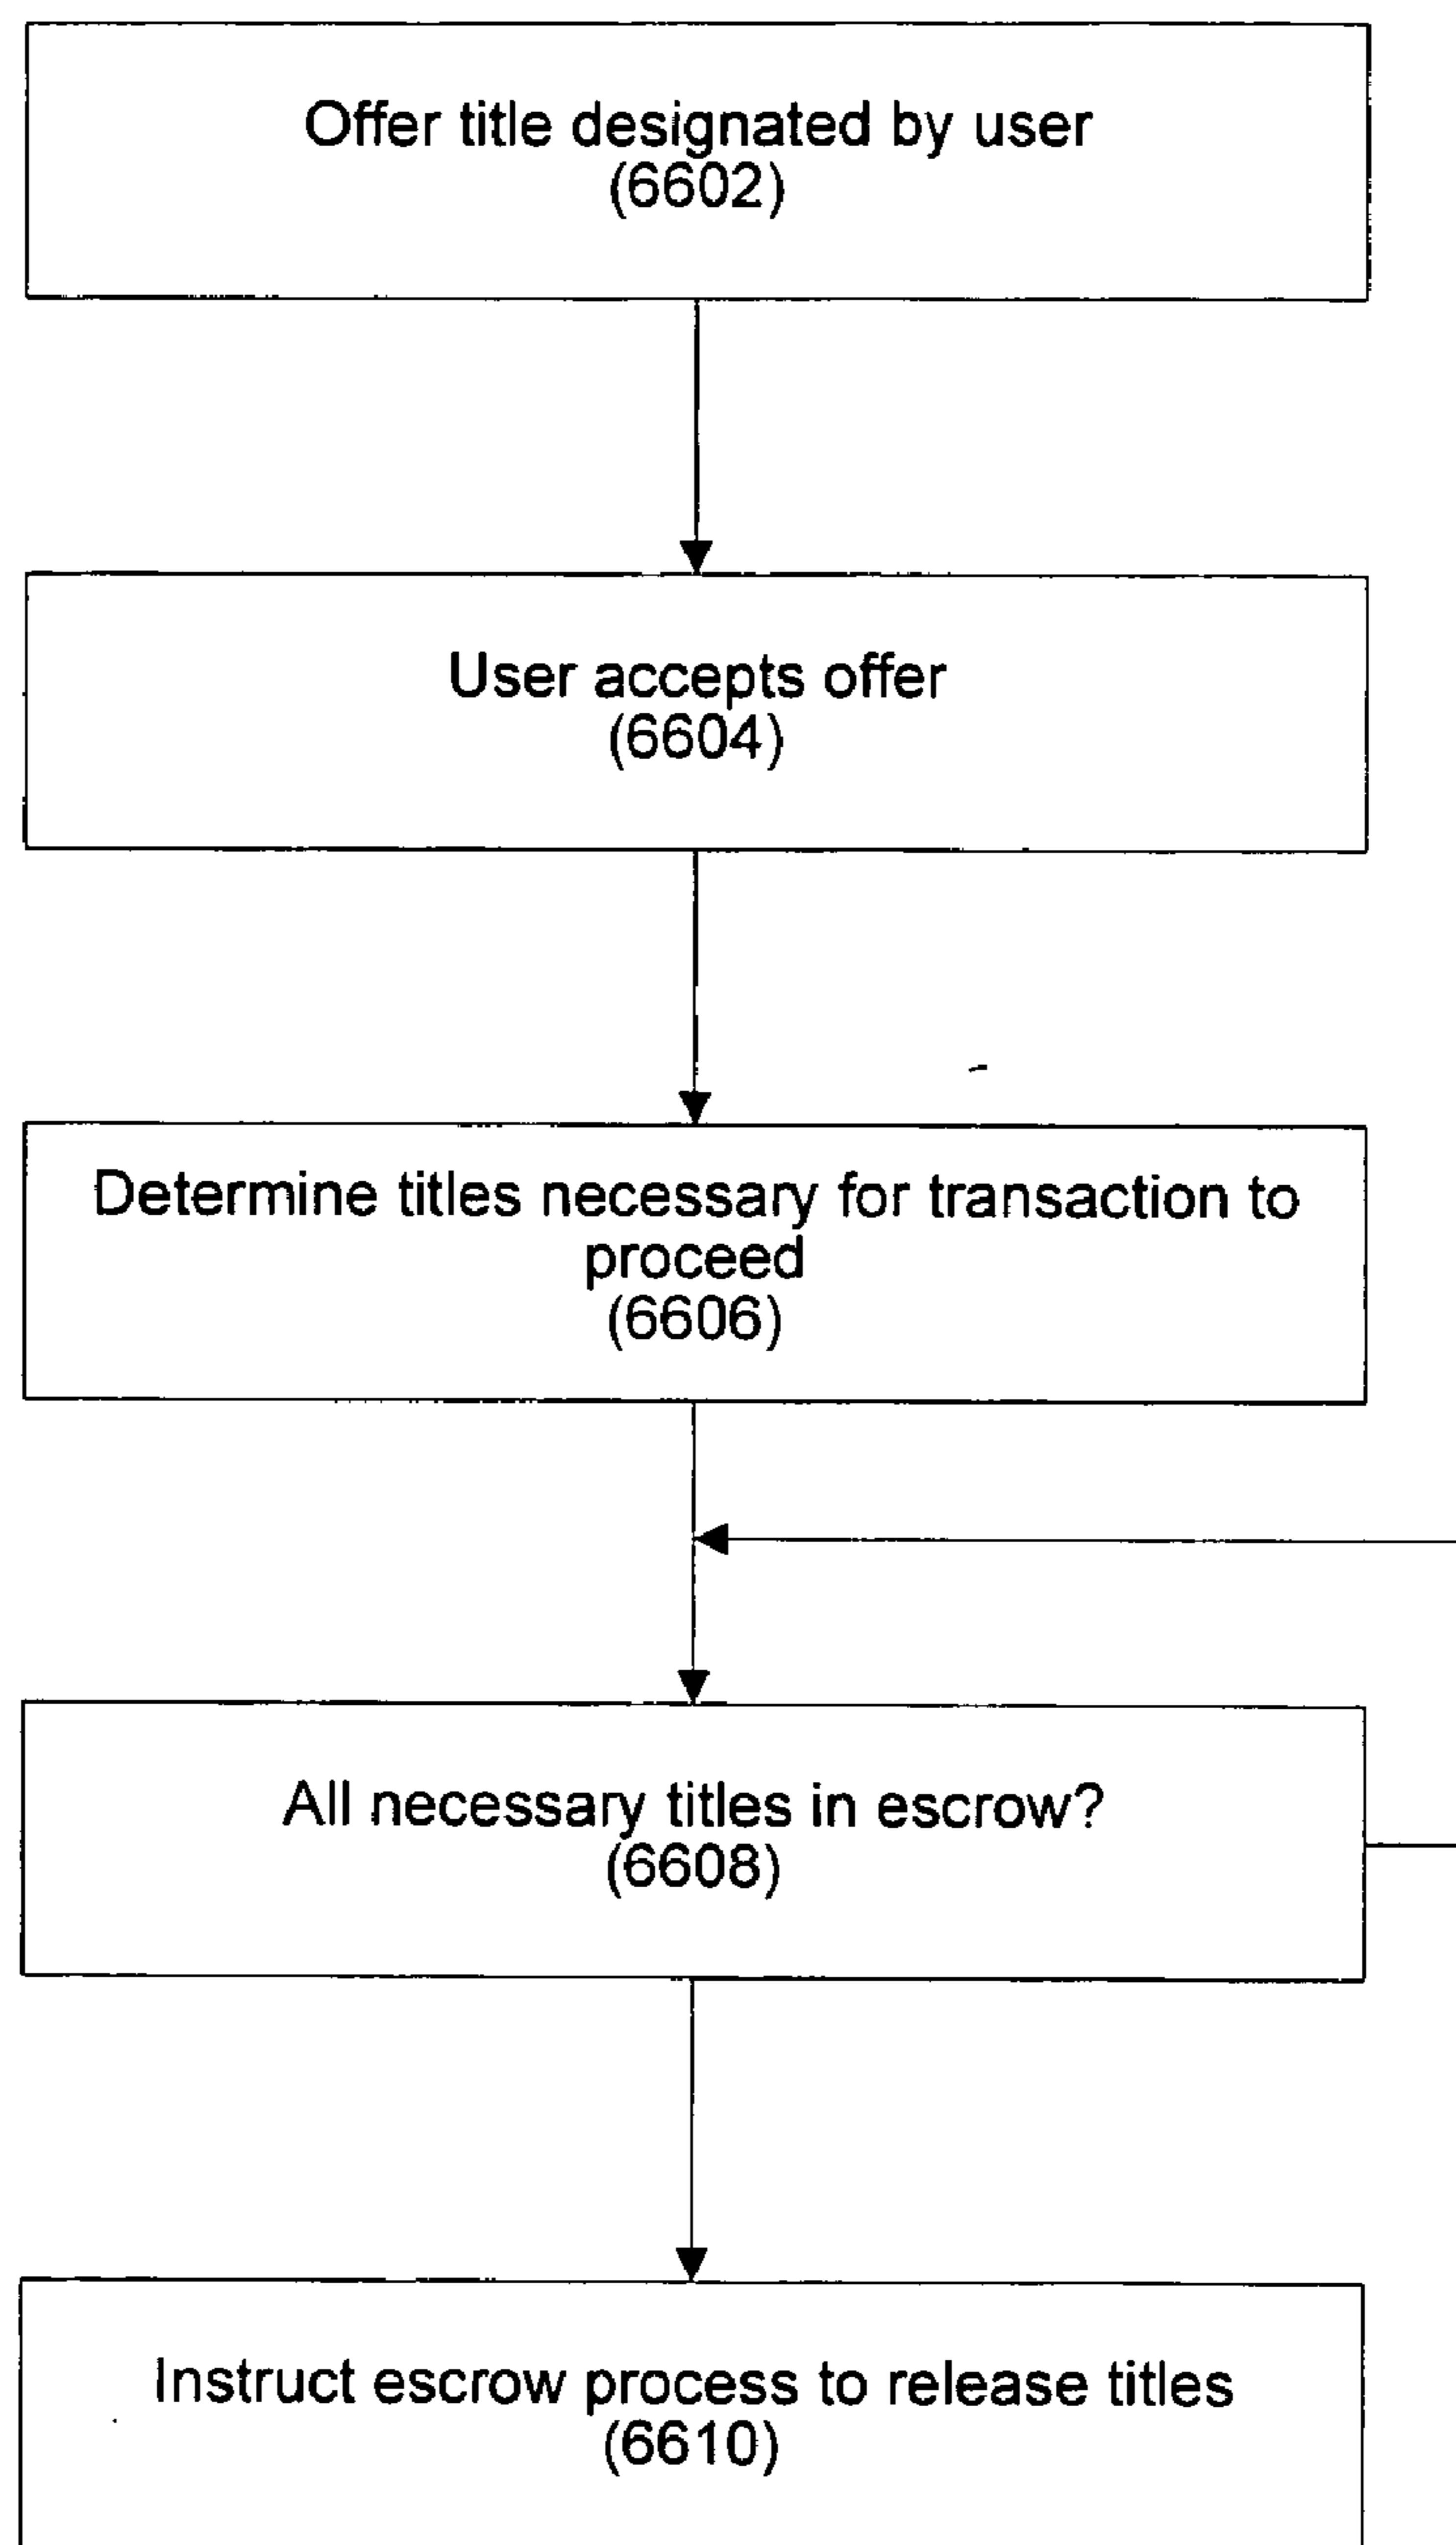 Offer title designated by user
(6602)
User accepts offer
(6604)
Determine titles necessary for transaction to
proceed
(6606)
All necessary titles in escrow?
(6608)
Instruct escrow process to release titles
(6610)